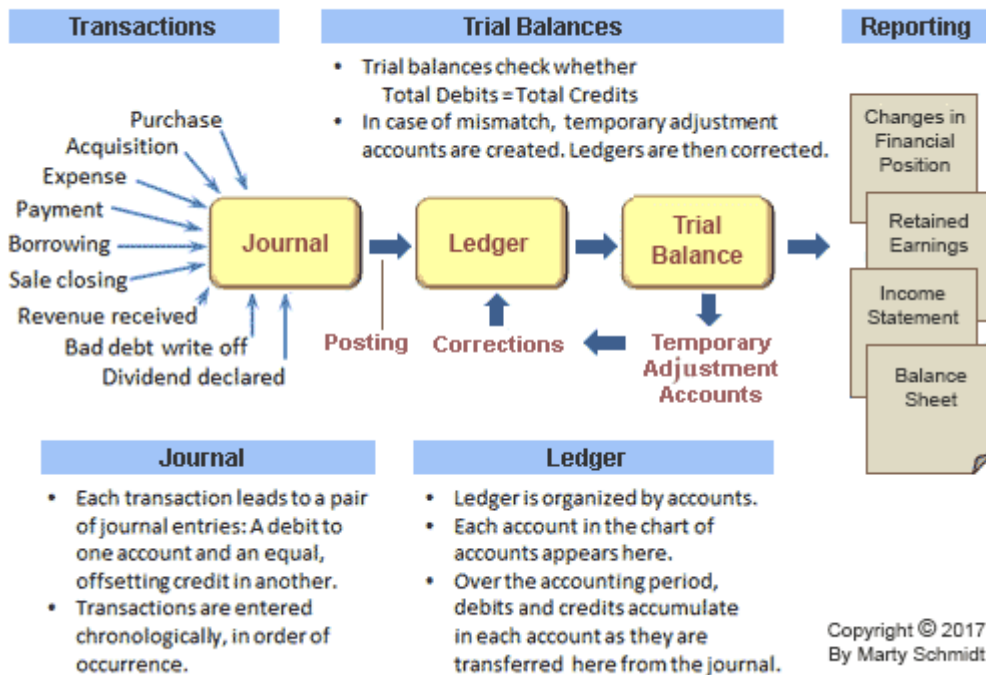 Transactions
Trial Balances
Reporting
• Trial balances check whether
Total Debits = Total Credits
• In case of mismatch, temporary adjustment
accounts are created. Ledgers are then corrected.
Purchase
Acquisition
Expense
Payment
Borrowing
Sale closing
Revenue received
Bad debt write off
Dividend declared
Journal
Posting
Ledger
Corrections
Trial
Balance
Temporary
Adjustment
Accounts
Changes in
Financial
Position
Retained
Earnings
Income
Statement
Balance
Sheet
Journal
• Each transaction leads to a pair
of journal entries: A debit to
one account and an equal,
offsetting credit in another.
• Transactions are entered
chronologically, in order of
occurrence.
Ledger
• Ledger is organized by accounts.
• Each account in the chart of
accounts appears here.
• Over the accounting period,
debits and credits accumulate
in each account as they are
transferred here from the journal.
Copyright © 2017
By Marty Schmidt